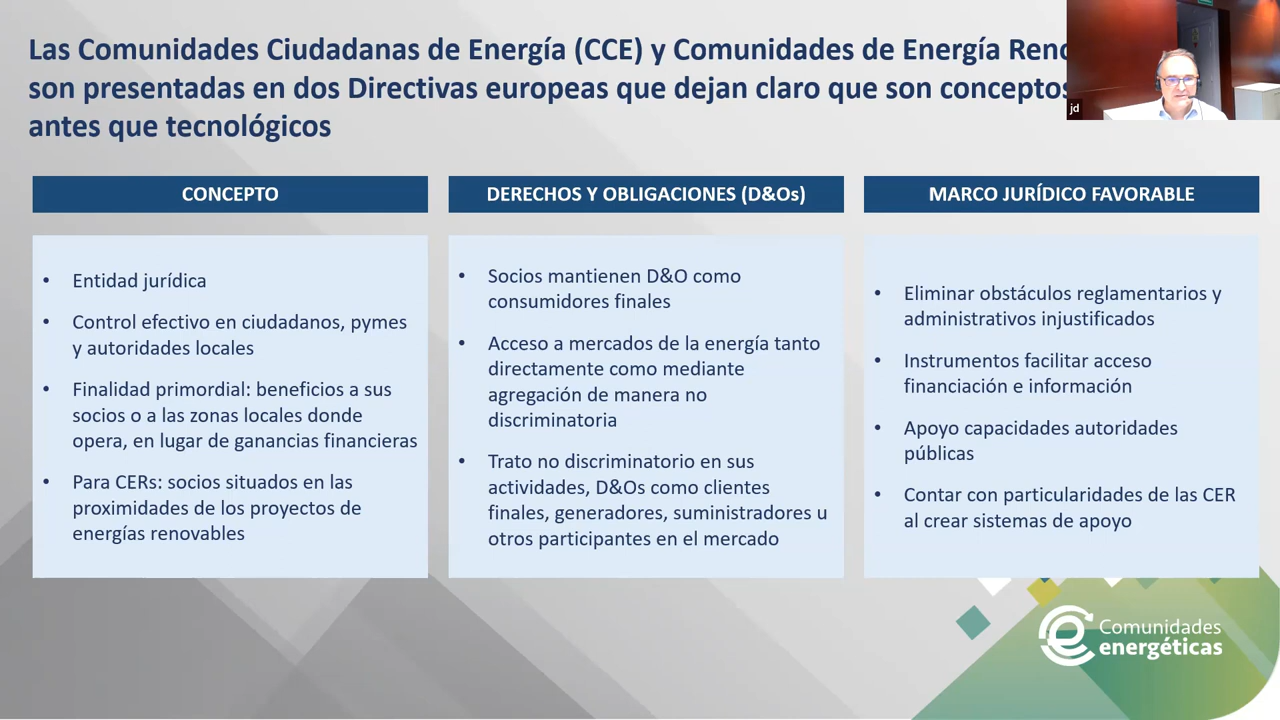 Las Comunidades Ciudadanas de Energía (CCE) y Comunidades de Energía
son presentadas en dos Directivas europeas que dejan claro que son conceptos
antes que tecnológicos
jd
CONCEPTO
• Entidad jurídica
• Control efectivo en ciudadanos, pymes
y autoridades locales
• Finalidad primordial: beneficios a sus
socios o a las zonas locales donde
opera, en lugar de ganancias financieras
• Para CERs: socios situados en las
proximidades de los proyectos de
energías renovables
DERECHOS Y OBLIGACIONES (D&Os)
• Socios mantienen D&O como
consumidores finales
• Acceso a mercados de la energía tanto
directamente como mediante
agregación de manera no
discriminatoria
• Trato no discriminatorio en sus
actividades, D&Os como clientes
finales, generadores, suministradores u
otros participantes en el mercado
MARCO JURÍDICO FAVORABLE
• Eliminar obstáculos reglamentarios y
administrativos injustificados
• Instrumentos facilitar acceso
financiación e información
• Apoyo capacidades autoridades
públicas
• Contar con particularidades de las CER
al crear sistemas de apoyo
Comunidades
energéticas